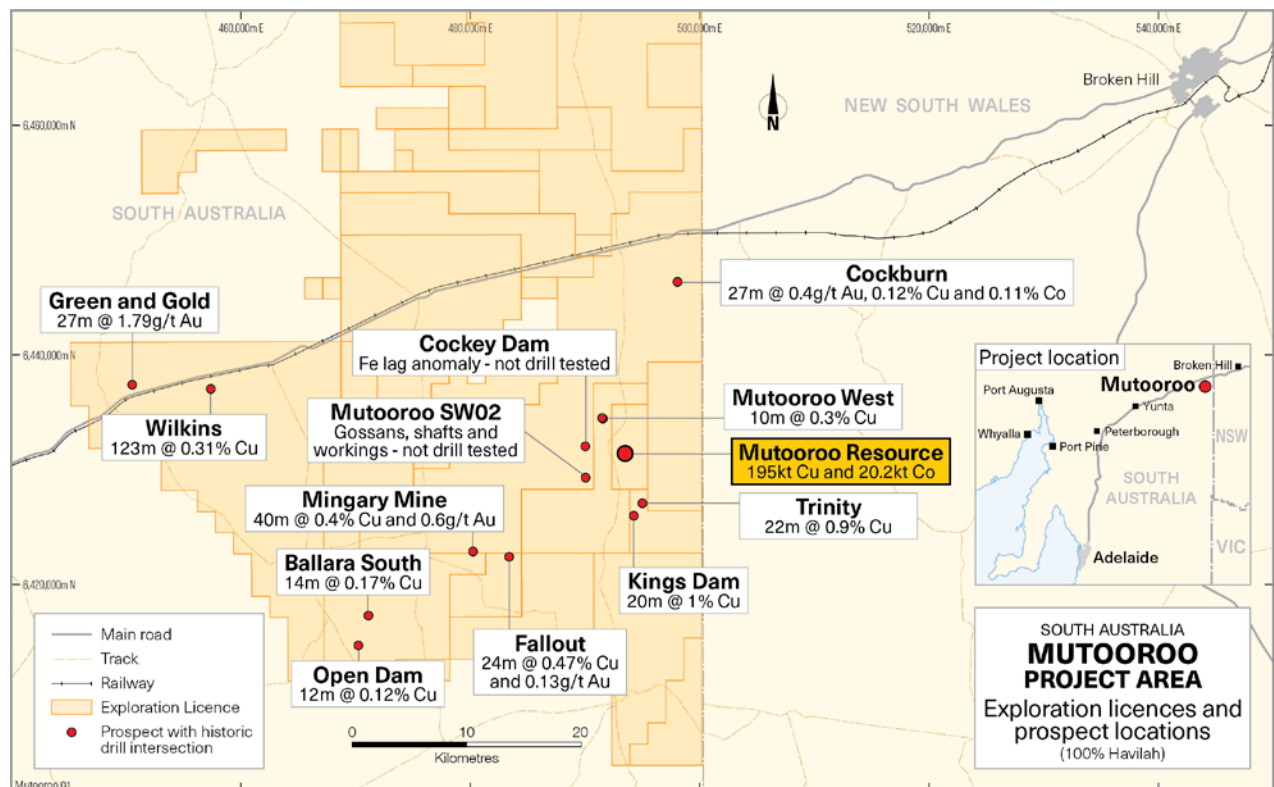 460,000m E
480,000m E
500,000m E
520,000m E
540,000m E
6,460,000m N
6,440,000m N
6,420,000m N
Broken Hill
NEW SOUTH WALES
N
SOUTH AUSTRALIA
Cockburn
27m @ 0.4g/t Au, 0.12% Cu and 0.11% Co
Green and Gold
27m @ 1.79g/t Au
Cockey Dam
Fe lag anomaly - not drill tested
Wilkins
123m @ 0.31% Cu
Mutooroo SW02
Gossans, shafts and
workings - not drill tested
Mutooroo West
10m @ 0.3% Cu
Mutooroo Resource
195kt Cu and 20.2kt Co
Mingary Mine
40m @ 0.4% Cu and 0.6g/t Au
Trinity
22m @ 0.9% Cu
Ballara South
14m @ 0.17% Cu
Kings Dam
20m @ 1% Cu
Fallout
24m @ 0.47% Cu
and 0.13g/t Au
Open Dam
12m @ 0.12% Cu
Project location
Broken Hill
Mutooroo
Port Augusta
Yunta
Whyalla
Peterborough
Port Pirie
NSW
SOUTH
AUSTRALIA
VIC
Adelaide
Main road
Track
Railway
Exploration Licence
Prospect with historic
drill intersection
0
10
20
Kilometres
SOUTH AUSTRALIA
MUTOOROO
PROJECT AREA
Exploration licences and
prospect locations
(100% Havilah)